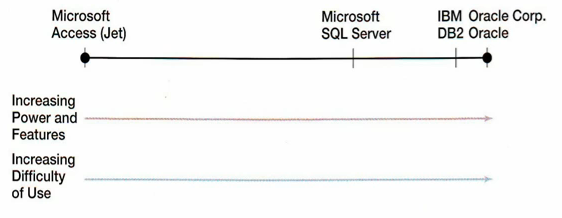 Microsoft
Access (Jet)
Microsoft
SQL Server
IBM Oracle Corp.
DB2 Oracle
Increasing
Power and
Features
Increasing
Difficulty
of Use